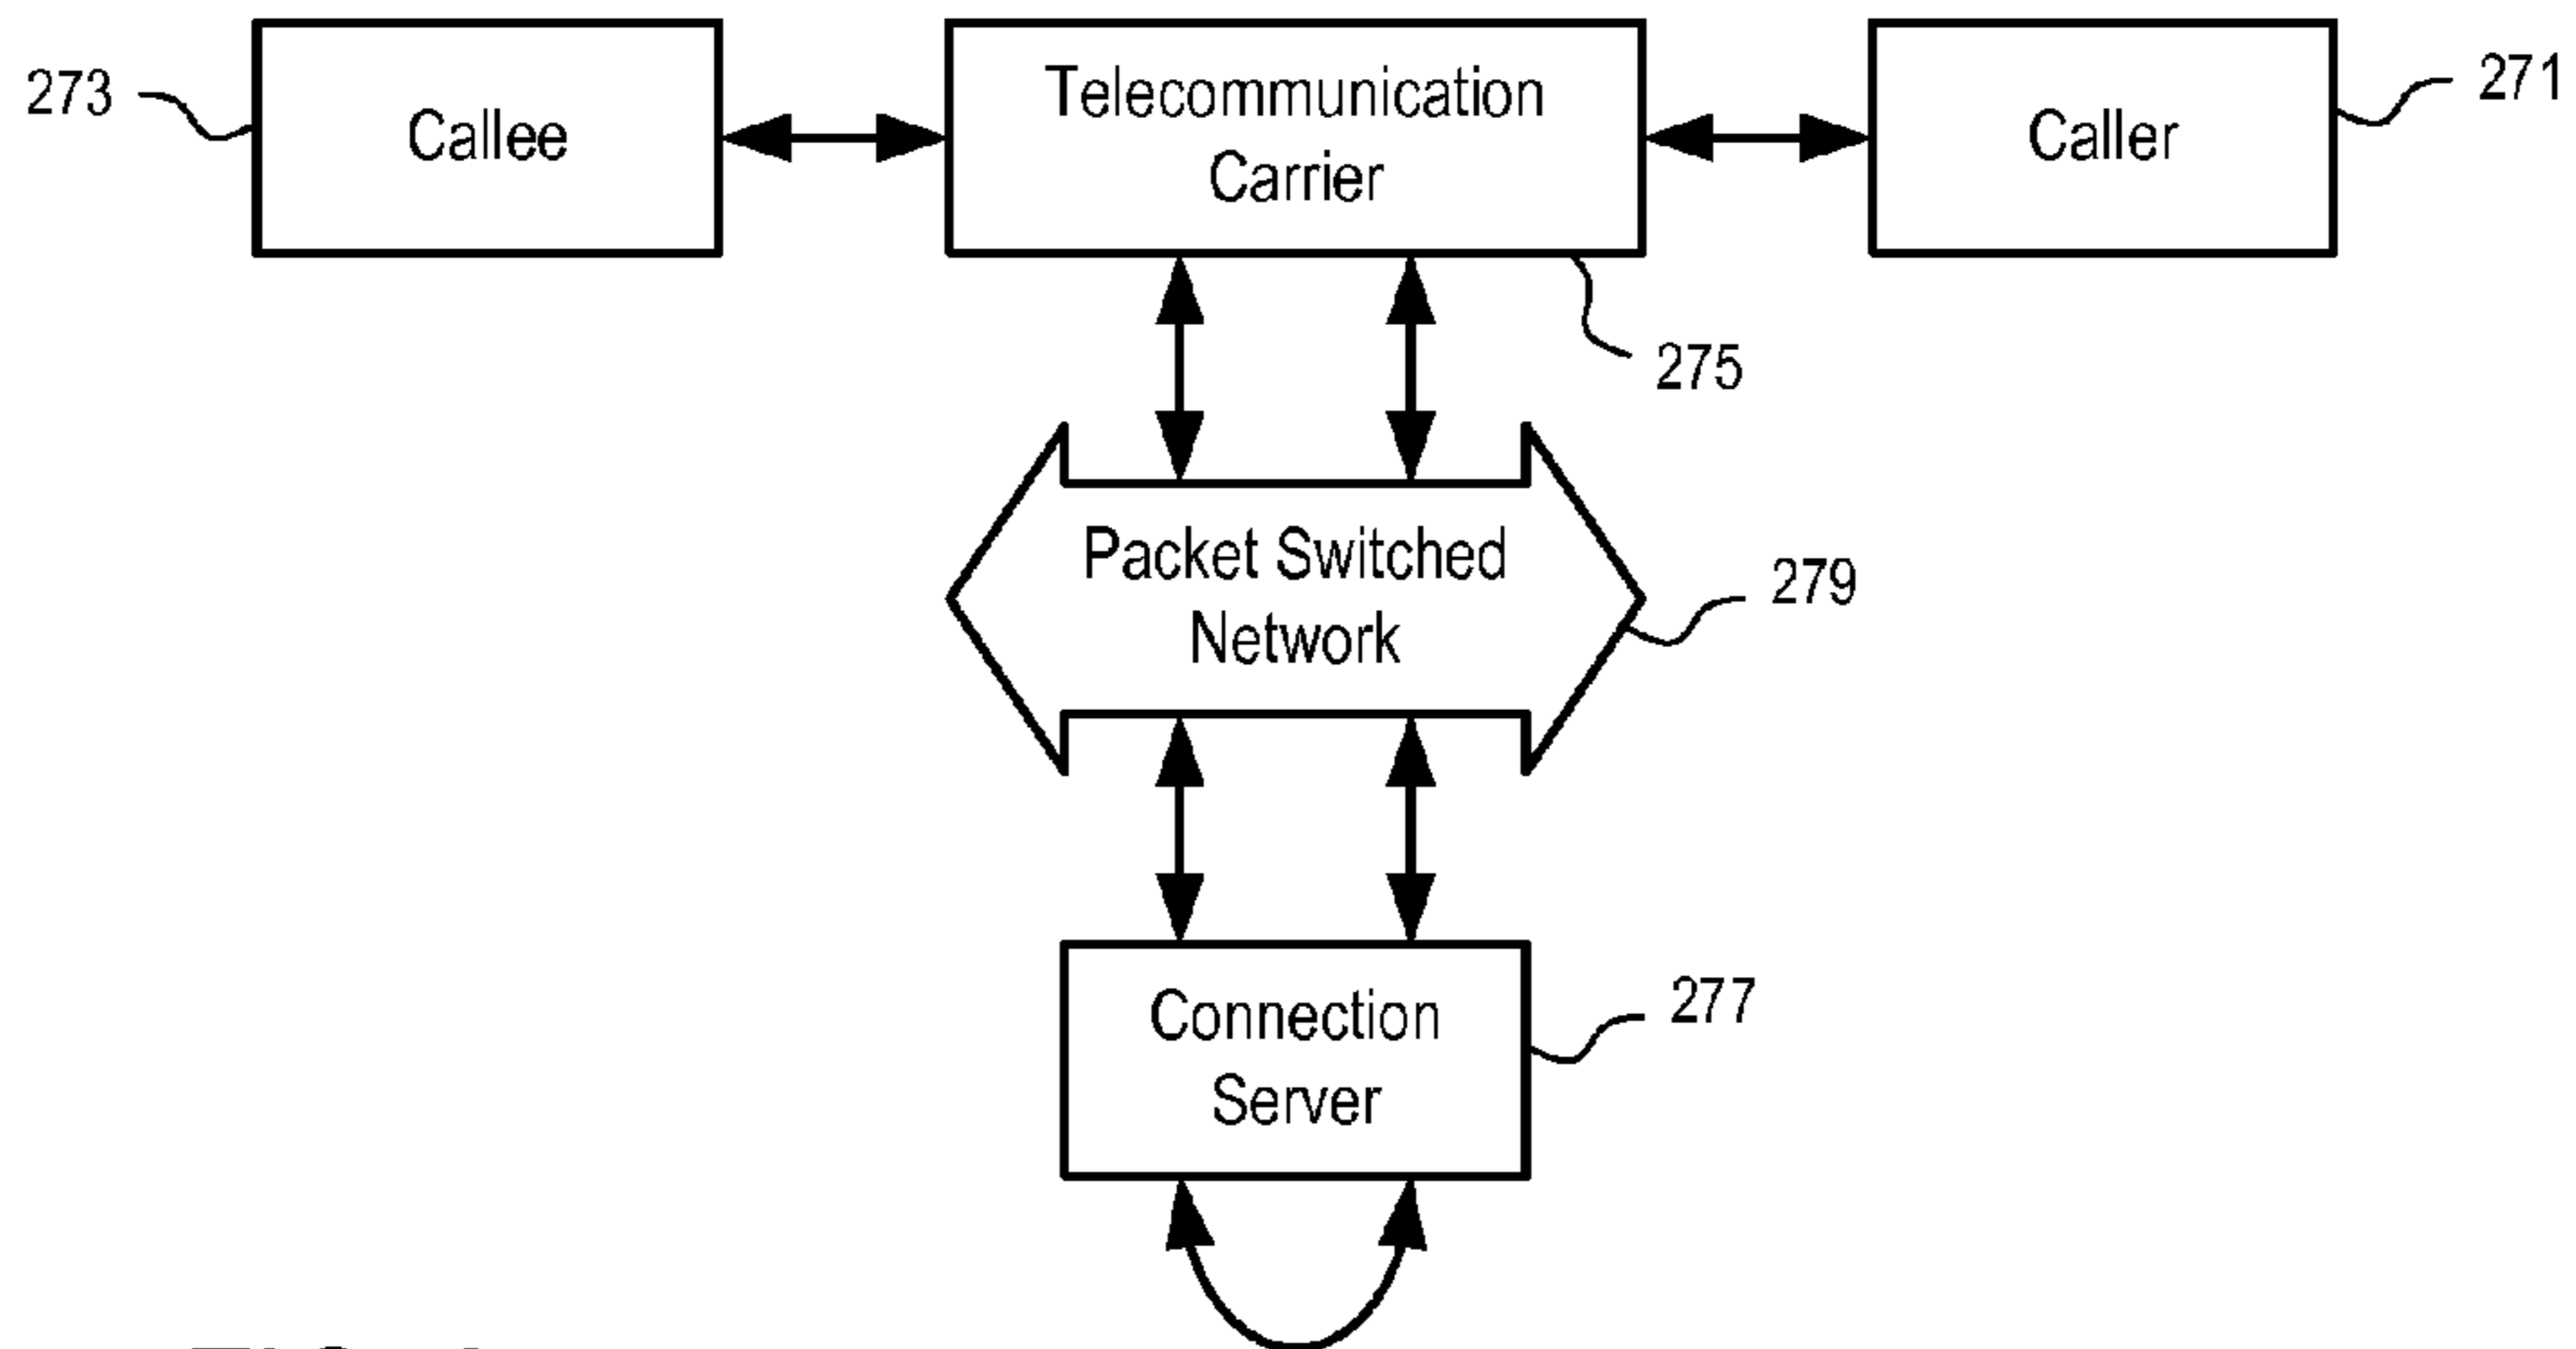 273
Callee
Telecommunication
Carrier
Caller
271
275
Packet Switched
Network
279
Connection
Server
277